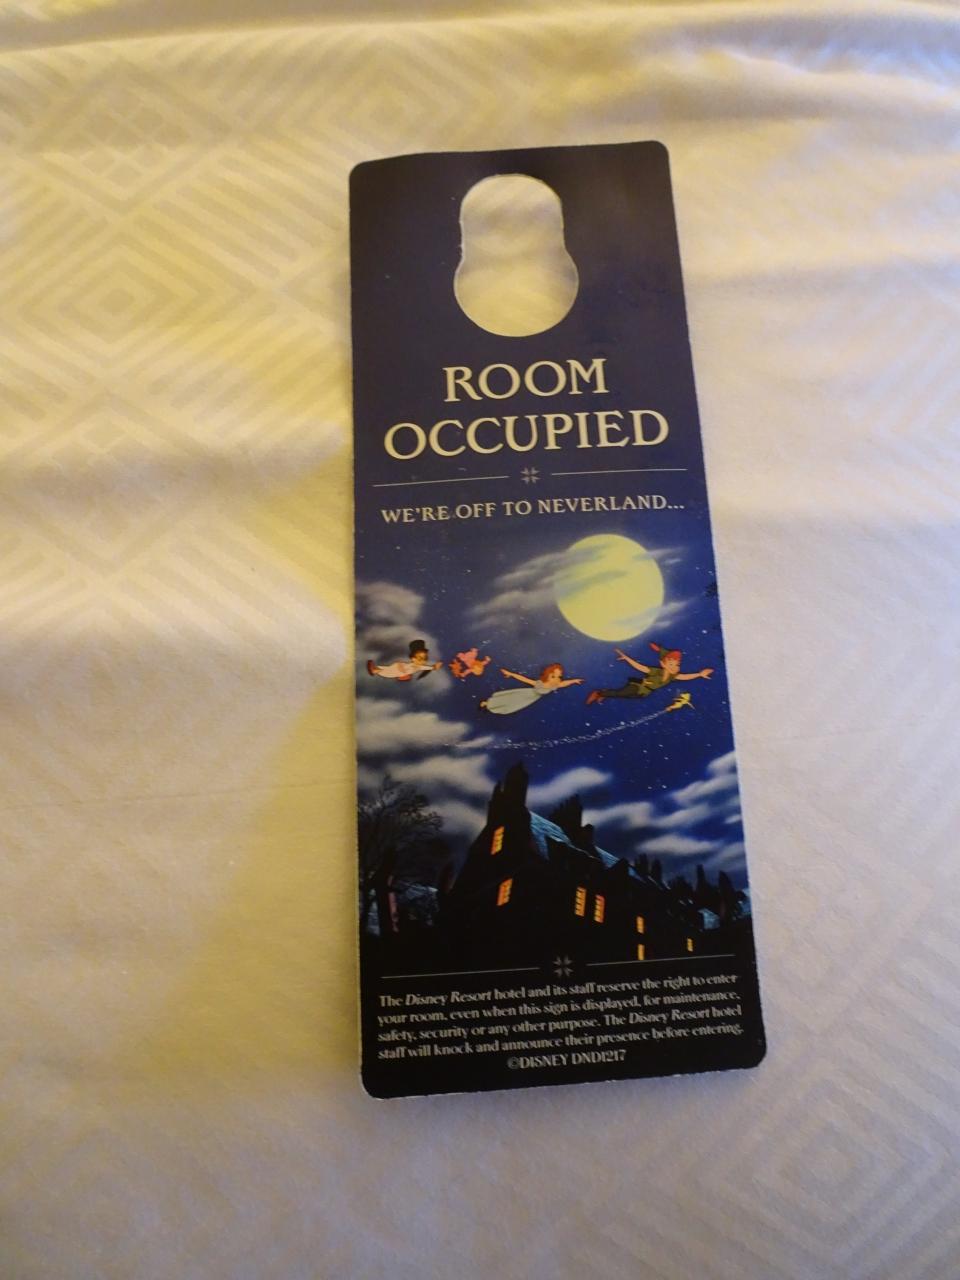 ROOM
OCCUPIED
WE'RE OFF TO NEVERLAND...
The Disney Resort hotel and its staff reserve the right to enter
your room, even when this sign is displayed, for maintenance,
safety, security or any other purpose. The Disney Resort hotel
staff will knock and announce their presence before entering.
©DISNEY DND1217